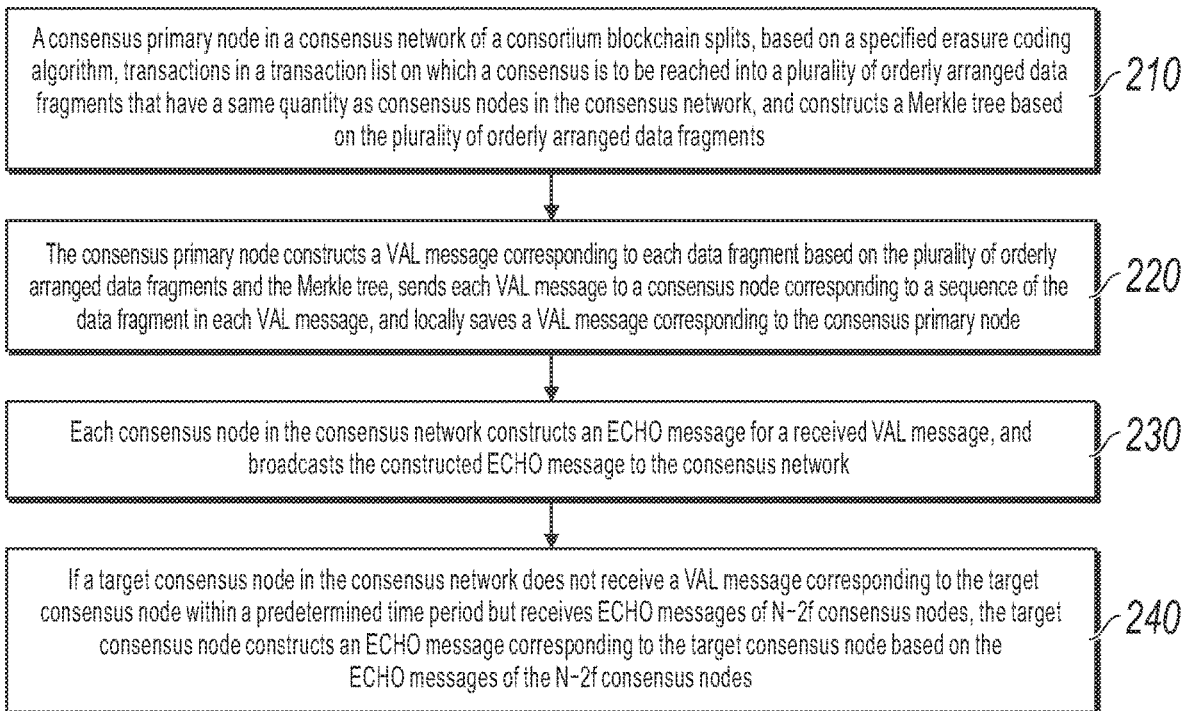 A consensus primary node in a consensus network of a consortium blockchain splits, based on a specified erasure coding
algorithm, transactions in a transaction list on which a consensus is to be reached into a plurality of orderly arranged data
fragments that have a same quantity as consensus nodes in the consensus network, and constructs a Merkle tree based
on the plurality of orderly arranged data fragments
210
The consensus primary node constructs a VAL message corresponding to each data fragment based on the plurality of orderly
arranged data fragments and the Merkle tree, sends each VAL message to a consensus node corresponding to a sequence of the
data fragment in each VAL message, and locally saves a VAL message corresponding to the consensus primary node
220
Each consensus node in the consensus network constructs an ECHO message for a received VAL message, and
broadcasts the constructed ECHO message to the consensus network
230
If a target consensus node in the consensus network does not receive a VAL message corresponding to the target
consensus node within a predetermined time period but receives ECHO messages of N-2f consensus nodes, the target
consensus node constructs an ECHO message corresponding to the target consensus node based on the
ECHO messages of the N-2f consensus nodes
240